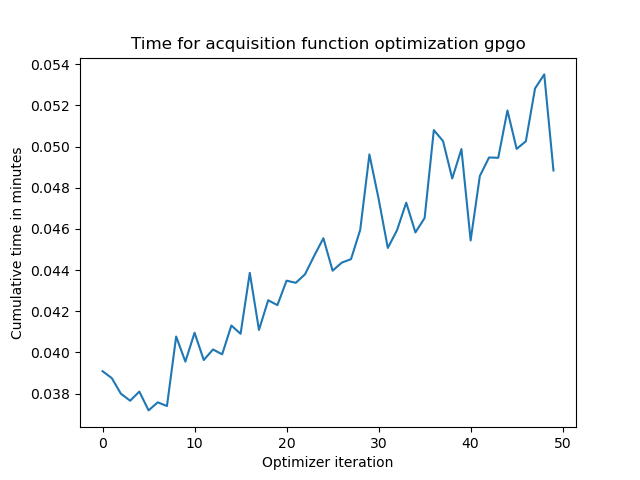 Time for acquisition function optimization gpgo
0.054
0.052
0.050
0.048
0.046
0.044
0.042
0.040
0.038
Cumulative time in minutes
0 10 20 30 40 50
Optimizer iteration